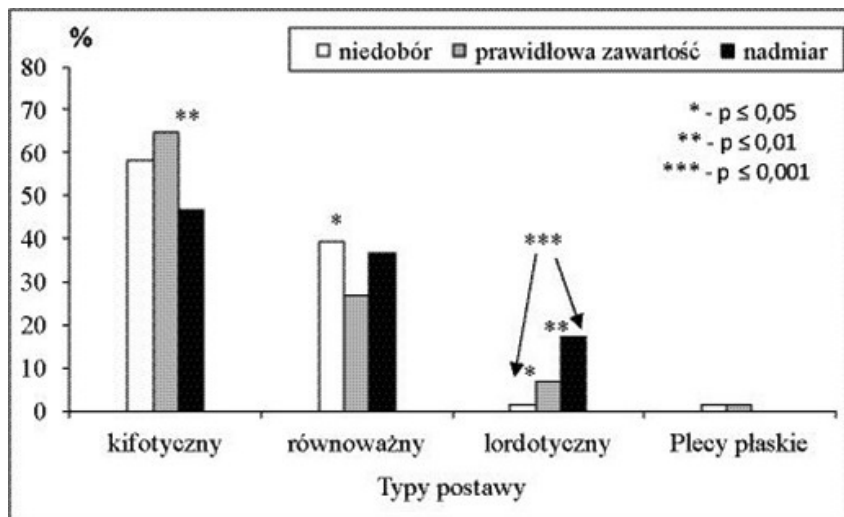 %
niedobór prawidłowa zawartość nadmiar
80
70
60
50
40
30
20
10
0
* - p ≤ 0,05
** - p ≤ 0,01
*** - p ≤ 0,001
**
*
***
**
*
kifotyczny równoważny lordotyczny Plecy płaskie
Typy postawy